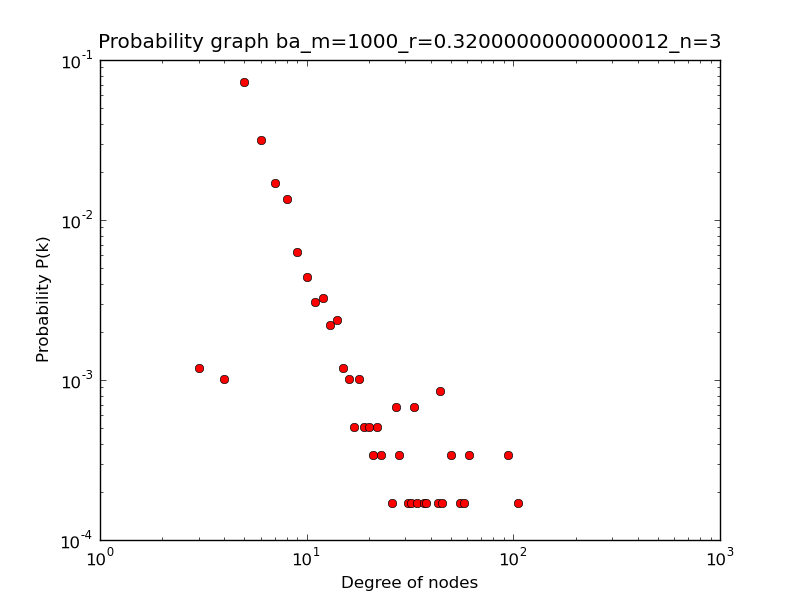 Probability graph ba_m=1000_r=0.32000000000000012_n=3
10^-1
10^-2
10^-3
10^-4
Probability P(k)
10^0 10^1 10^2 10^3
Degree of nodes